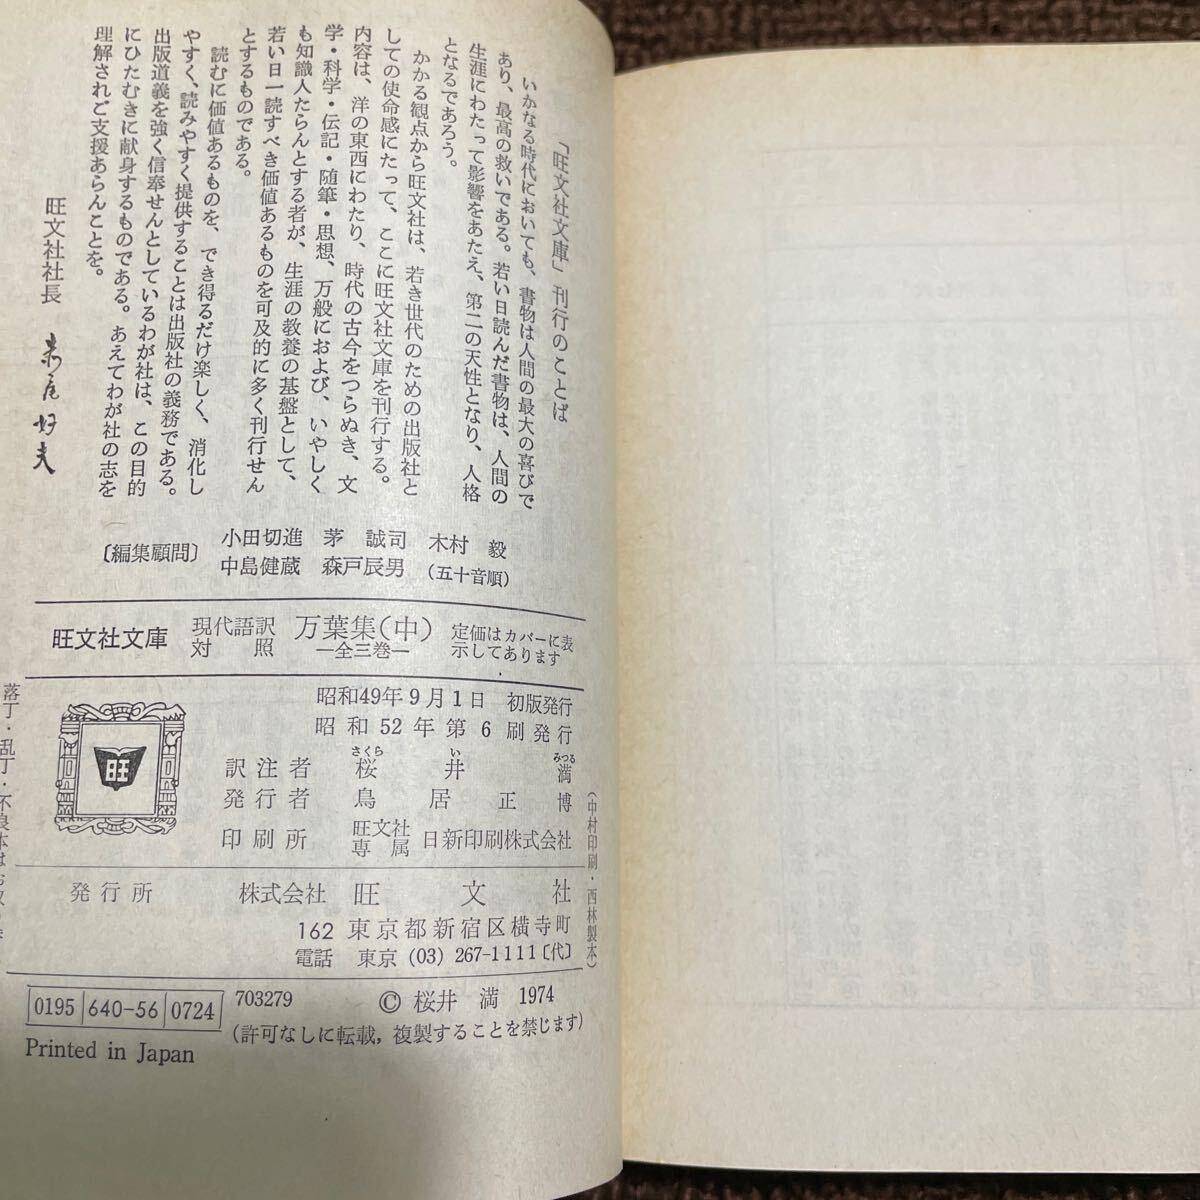 「旺文社文庫」刊行のことば
いかなる時代においても、書物は人間の最大の喜びで
あり、最高の救いである。若い日読んだ書物は、人間の
生涯にわたって影響をあたえ、第二の天性となり、人格
となるであろう。
かかる観点から旺文社は、若き世代のための出版社と
しての使命感にたって、ここに旺文社文庫を刊行する。
内容は、洋の東西にわたり、時代の古今をつらぬき、文
学・科学・伝記・随筆・思想、万般におよび、いやしく
も知識人たらんとする者が、生涯の教養の基盤として、
若い日一読すべき価値あるものを可及的に多く刊行せん
とするものである。
読むに価値あるものを、でき得るだけ楽しく、消化し
やすく、読みやすく提供することは出版社の義務である。
出版道義を強く信奉せんとしているわが社は、この目的
にひたむきに献身するものである。あえてわが社の志を
理解されご支援あらんことを。
旺文社社長 赤尾好夫
〔編集顧問〕
小田切進 茅 誠司 木村 毅
中島健蔵 森戸辰男 (五十音順)
旺文社文庫 現代語訳対照 万葉集(中) ―全三巻― 定価はカバーに表示してあります
昭和49年9月1日 初版発行
昭和52年第6刷発行
訳注者 桜井満
さくら い みつる
発行者 鳥居正博
印刷所 旺文社専属 日新印刷株式会社
(中村印刷・西林製本)
発行所 株式会社 旺文社
162 東京都新宿区横寺町
電話 東京 (03) 267-1111〔代〕
旺
落丁・乱丁・不良本はお
0195 640-56 0724
703279 © 桜井 満 1974
(許可なしに転載, 複製することを禁じます)
Printed in Japan